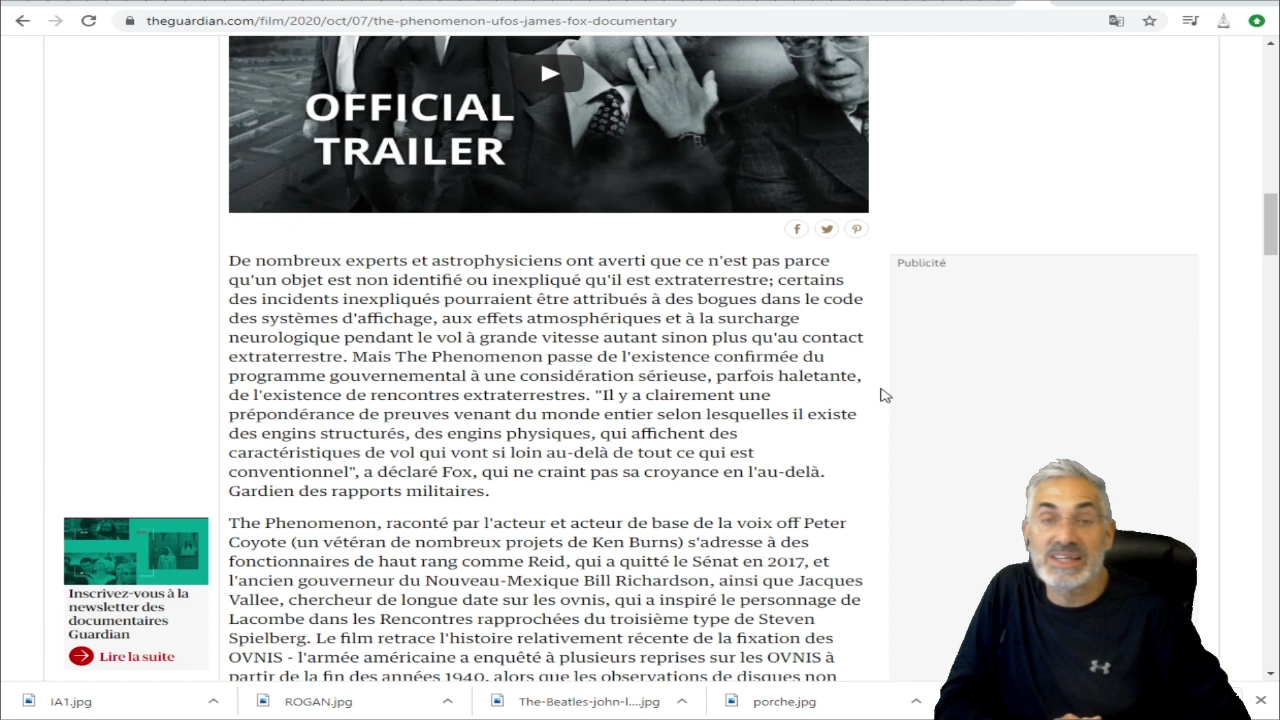 theguardian.com/film/2020/oct/07/the-phenomenon-ufos-james-fox-documentary
OFFICIAL
TRAILER
De nombreux experts et astrophysiciens ont averti que ce n'est pas parce
qu'un objet est non identifié ou inexpliqué qu'il est extraterrestre; certains
des incidents inexpliqués pourraient être attribués à des bogues dans le code
des systèmes d'affichage, aux effets atmosphériques et à la surcharge
neurologique pendant le vol à grande vitesse autant sinon plus qu'au contact
extraterrestre. Mais The Phenomenon passe de l'existence confirmée du
programme gouvernemental à une considération sérieuse, parfois haletante,
de l'existence de rencontres extraterrestres. "Il y a clairement une
prépondérance de preuves venant du monde entier selon lesquelles il existe
des engins structurés, des engins physiques, qui affichent des
caractéristiques de vol qui vont si loin au-delà de tout ce qui est
conventionnel", a déclaré Fox, qui ne craint pas sa croyance en l'au-delà.
Gardien des rapports militaires.
Publicité
The Phenomenon, raconté par l'acteur et acteur de base de la voix off Peter
Coyote (un vétéran de nombreux projets de Ken Burns) s'adresse à des
fonctionnaires de haut rang comme Reid, qui a quitté le Sénat en 2017, et
l'ancien gouverneur du Nouveau-Mexique Bill Richardson, ainsi que Jacques
Vallee, chercheur de longue date sur les ovnis, qui a inspiré le personnage de
Lacombe dans les Rencontres rapprochées du troisième type de Steven
Spielberg. Le film retrace l'histoire relativement récente de la fixation des
OVNIS - l'armée américaine a enquêté à plusieurs reprises sur les OVNIS à
partir de la fin des années 1940, alors que les observations de disques non
Inscrivez-vous à la
newsletter des
documentaires
Guardian
Lire la suite
IA1.jpg
ROGAN.jpg
The-Beatles-john-l....jpg
porche.jpg